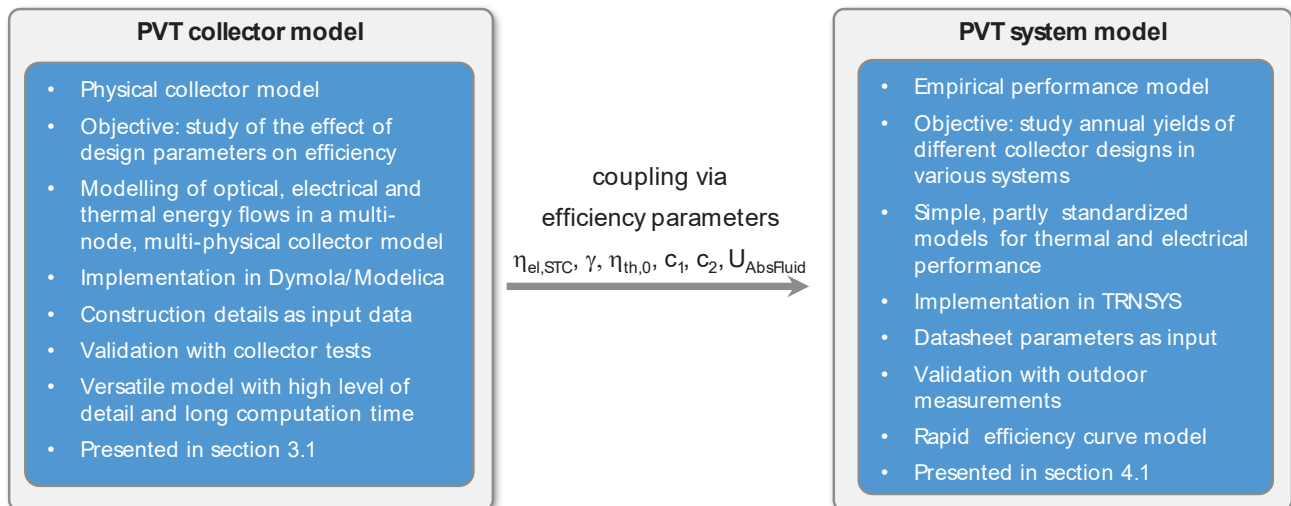 PVT collector model
• Physical collector model
• Objective: study of the effect of
design parameters on efficiency
• Modelling of optical, electrical and
thermal energy flows in a multi-
node, multi-physical collector model
• Implementation in Dymola/Modelica
• Construction details as input data
• Validation with collector tests
• Versatile model with high level of
detail and long computation time
• Presented in section 3.1
coupling via
efficiency parameters
η_el,STC, γ, η_th,0, c₁, c₂, U_AbsFluid
PVT system model
• Empirical performance model
• Objective: study annual yields of
different collector designs in
various systems
• Simple, partly standardized
models for thermal and electrical
performance
• Implementation in TRNSYS
• Datasheet parameters as input
• Validation with outdoor
measurements
• Rapid efficiency curve model
• Presented in section 4.1